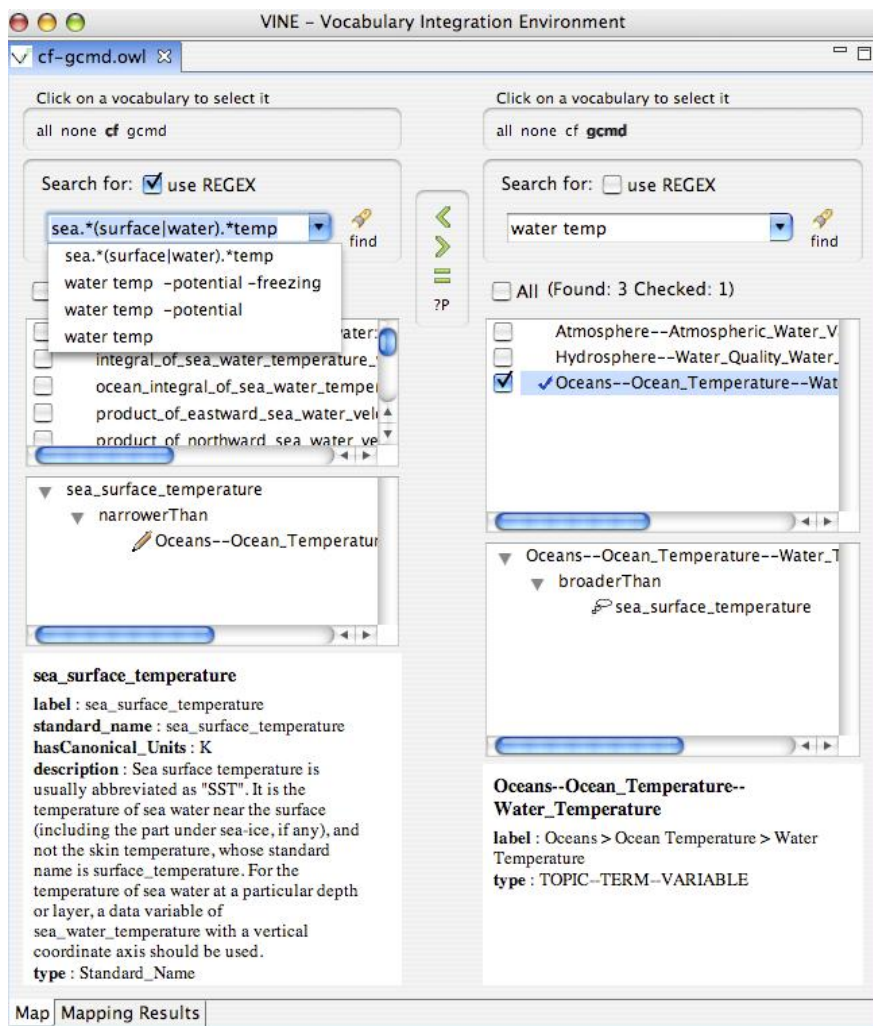 VINE – Vocabulary Integration Environment
cf-gcmd.owl
Click on a vocabulary to select it
all none cf gcmd
Search for: use REGEX
sea.*(surface|water).*temp
find
sea.*(surface|water).*temp
water temp -potential -freezing
water temp -potential
water temp
integral_of_sea_water_temperature_
ocean_integral_of_sea_water_temper
product_of_eastward_sea_water_vel
product_of_northward_sea_water_ve
sea_surface_temperature
narrowerThan
Oceans--Ocean_Temperatur
sea_surface_temperature
label : sea_surface_temperature
standard_name : sea_surface_temperature
hasCanonical_Units : K
description : Sea surface temperature is
usually abbreviated as "SST". It is the
temperature of sea water near the surface
(including the part under sea-ice, if any), and
not the skin temperature, whose standard
name is surface_temperature. For the
temperature of sea water at a particular depth
or layer, a data variable of
sea_water_temperature with a vertical
coordinate axis should be used.
type : Standard_Name
?P
Click on a vocabulary to select it
all none cf gcmd
Search for: use REGEX
water temp
find
All (Found: 3 Checked: 1)
Atmosphere--Atmospheric_Water_V
Hydrosphere--Water_Quality_Water_
Oceans--Ocean_Temperature--Wat
Oceans--Ocean_Temperature--Water_T
broaderThan
sea_surface_temperature
Oceans--Ocean_Temperature--
Water_Temperature
label : Oceans > Ocean Temperature > Water
Temperature
type : TOPIC--TERM--VARIABLE
Map Mapping Results